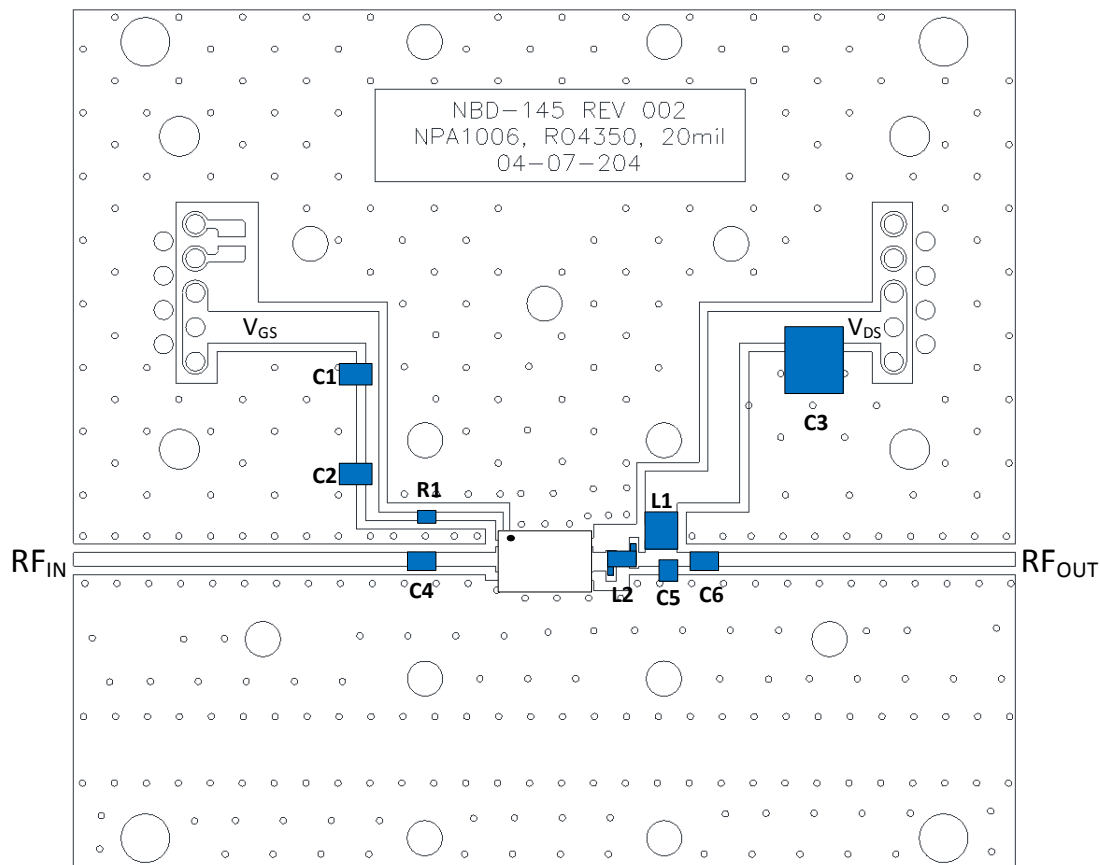 NBD-145 REV 002
NPA1006, RO4350, 20mil
04-07-204
VGS
VDS
C1
C3
C2
R1
L1
RFIN
RFOUT
C4
L2
C5
C6